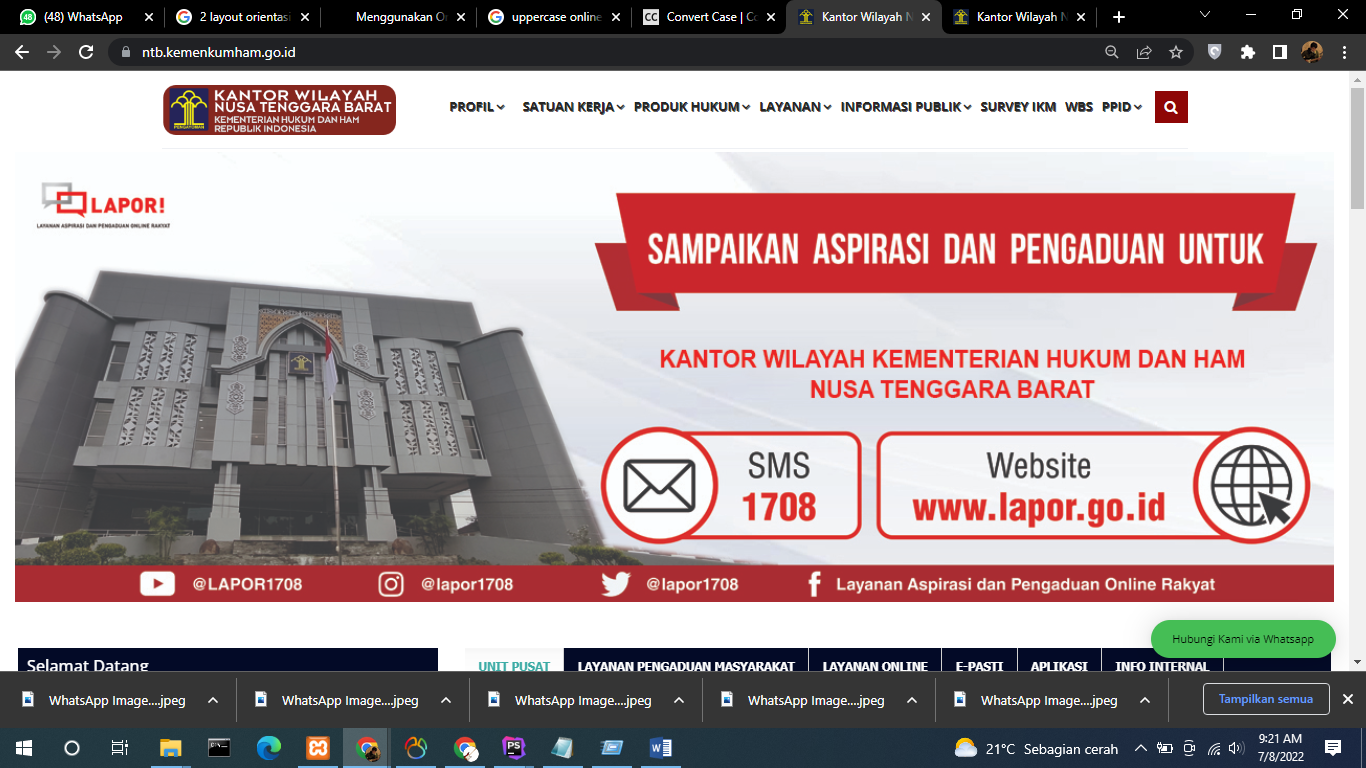 (48) WhatsApp
2 layout orientasi
Menggunakan O
uppercase online
CC Convert Case | Co
Kantor Wilayah N
Kantor Wilayah N
ntb.kemenkumham.go.id
KANTOR WILAYAH
NUSA TENGGARA BARAT
KEMENTERIAN HUKUM DAN HAM
REPUBLIK INDONESIA
PENGAYOMAN
PROFIL SATUAN KERJA PRODUK HUKUM LAYANAN INFORMASI PUBLIK SURVEY IKM WBS PPID
LAPOR!
LAYANAN ASPIRASI DAN PENGADUAN ONLINE RAKYAT
SAMPAIKAN ASPIRASI DAN PENGADUAN UNTUK
KANTOR WILAYAH KEMENTERIAN HUKUM DAN HAM
NUSA TENGGARA BARAT
SMS
1708
Website
www.lapor.go.id
@LAPOR1708 @lapor1708 @lapor1708 Layanan Aspirasi dan Pengaduan Online Rakyat
Hubungi Kami via Whatsapp
Selamat Datang
UNIT PUSAT LAYANAN PENGADUAN MASYARAKAT LAYANAN ONLINE E-PASTI APLIKASI INFO INTERNAL
WhatsApp Image....jpeg WhatsApp Image....jpeg WhatsApp Image....jpeg WhatsApp Image....jpeg WhatsApp Image....jpeg Tampilkan semua
21°C Sebagian cerah
9:21 AM
7/8/2022